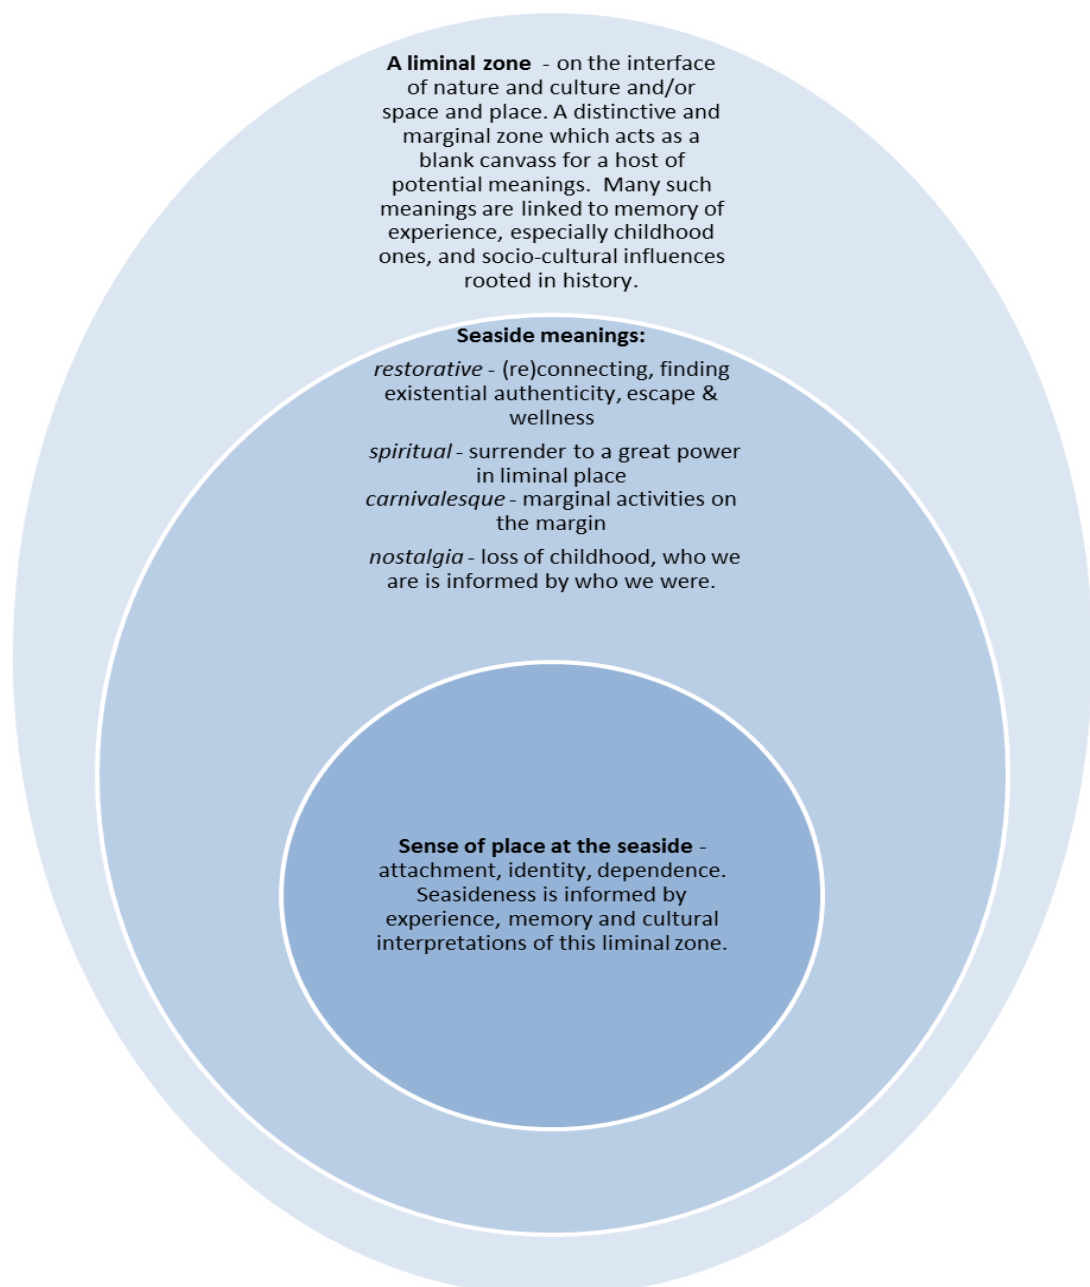 A liminal zone - on the interface
of nature and culture and/or
space and place. A distinctive and
marginal zone which acts as a
blank canvass for a host of
potential meanings. Many such
meanings are linked to memory of
experience, especially childhood
ones, and socio-cultural influences
rooted in history.
Seaside meanings:
restorative - (re)connecting, finding
existential authenticity, escape &
wellness
spiritual - surrender to a great power
in liminal place
carnivalesque - marginal activities on
the margin
nostalgia - loss of childhood, who we
are is informed by who we were.
Sense of place at the seaside -
attachment, identity, dependence.
Seasideness is informed by
experience, memory and cultural
interpretations of this liminal zone.